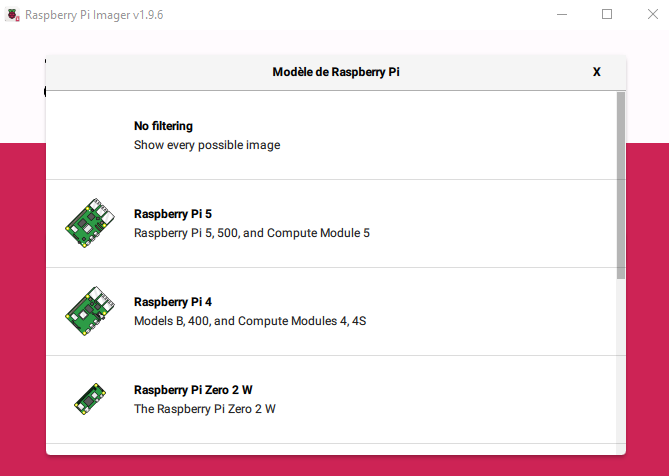 Raspberry Pi Imager v1.9.6
Modèle de Raspberry Pi
X
No filtering
Show every possible image
Raspberry Pi 5
Raspberry Pi 5, 500, and Compute Module 5
Raspberry Pi 4
Models B, 400, and Compute Modules 4, 4S
Raspberry Pi Zero 2 W
The Raspberry Pi Zero 2 W